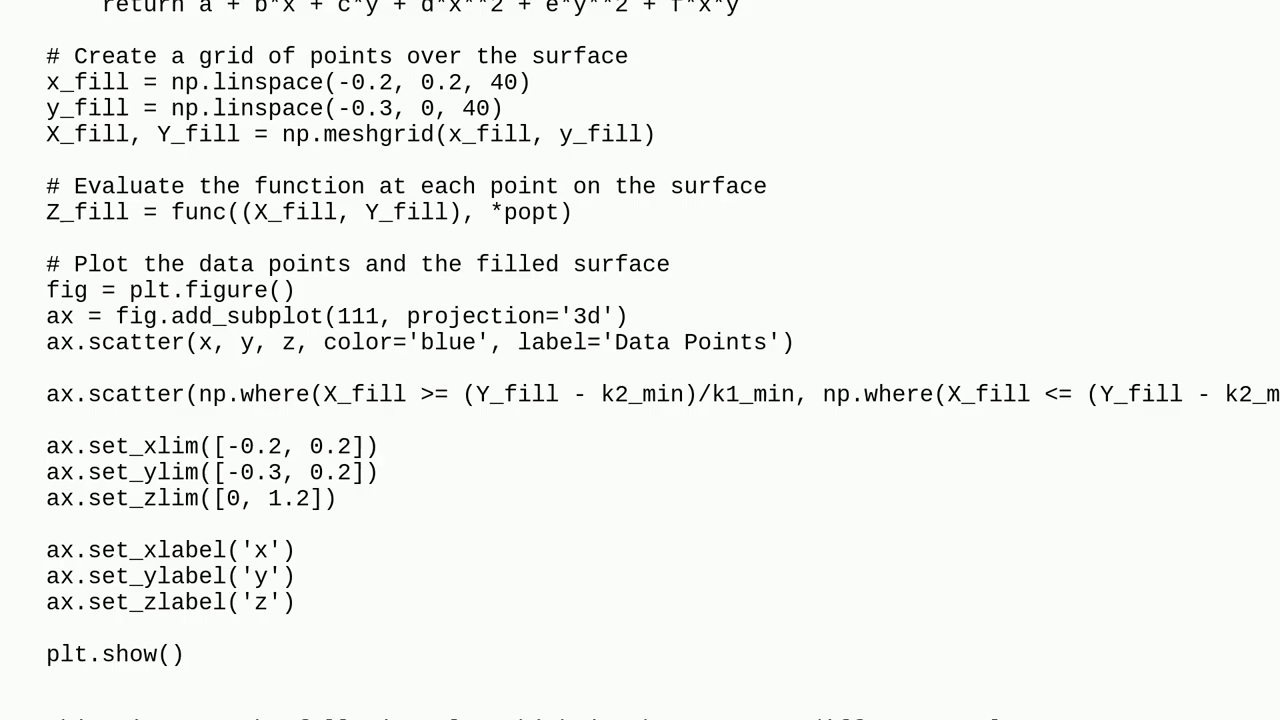 return a + b*x + c*y + d*x**2 + e*y**2 + f*x*y
# Create a grid of points over the surface
x_fill = np.linspace(-0.2, 0.2, 40)
y_fill = np.linspace(-0.3, 0, 40)
X_fill, Y_fill = np.meshgrid(x_fill, y_fill)
# Evaluate the function at each point on the surface
Z_fill = func((X_fill, Y_fill), *popt)
# Plot the data points and the filled surface
fig = plt.figure()
ax = fig.add_subplot(111, projection='3d')
ax.scatter(x, y, z, color='blue', label='Data Points')
ax.scatter(np.where(X_fill >= (Y_fill - k2_min)/k1_min, np.where(X_fill <= (Y_fill - k2_m
ax.set_xlim([-0.2, 0.2])
ax.set_ylim([-0.3, 0.2])
ax.set_zlim([0, 1.2])
ax.set_xlabel('x')
ax.set_ylabel('y')
ax.set_zlabel('z')
plt.show()